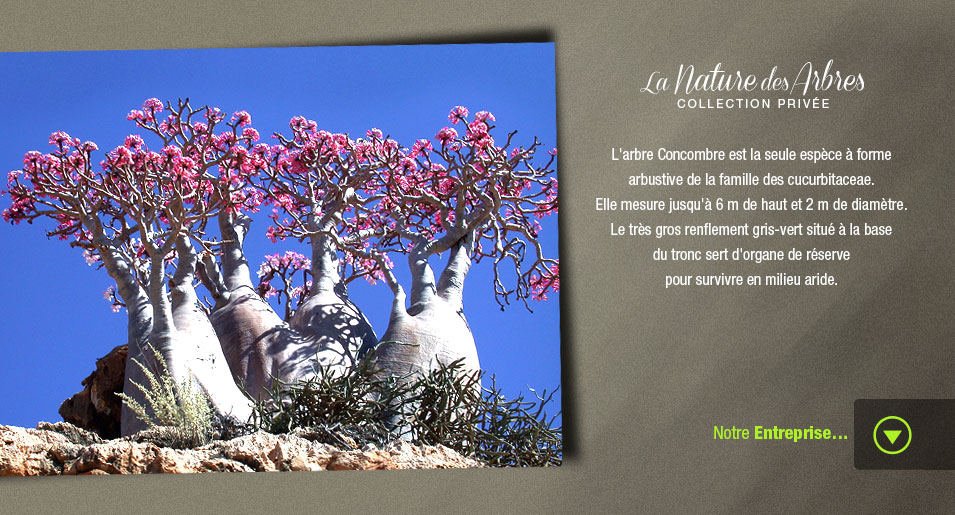 La Nature des Arbres
COLLECTION PRIVÉE
L'arbre Concombre est la seule espèce à forme
arbustive de la famille des cucurbitaceae.
Elle mesure jusqu'à 6 m de haut et 2 m de diamètre.
Le très gros renflement gris-vert situé à la base
du tronc sert d'organe de réserve
pour survivre en milieu aride.
Notre Entreprise...